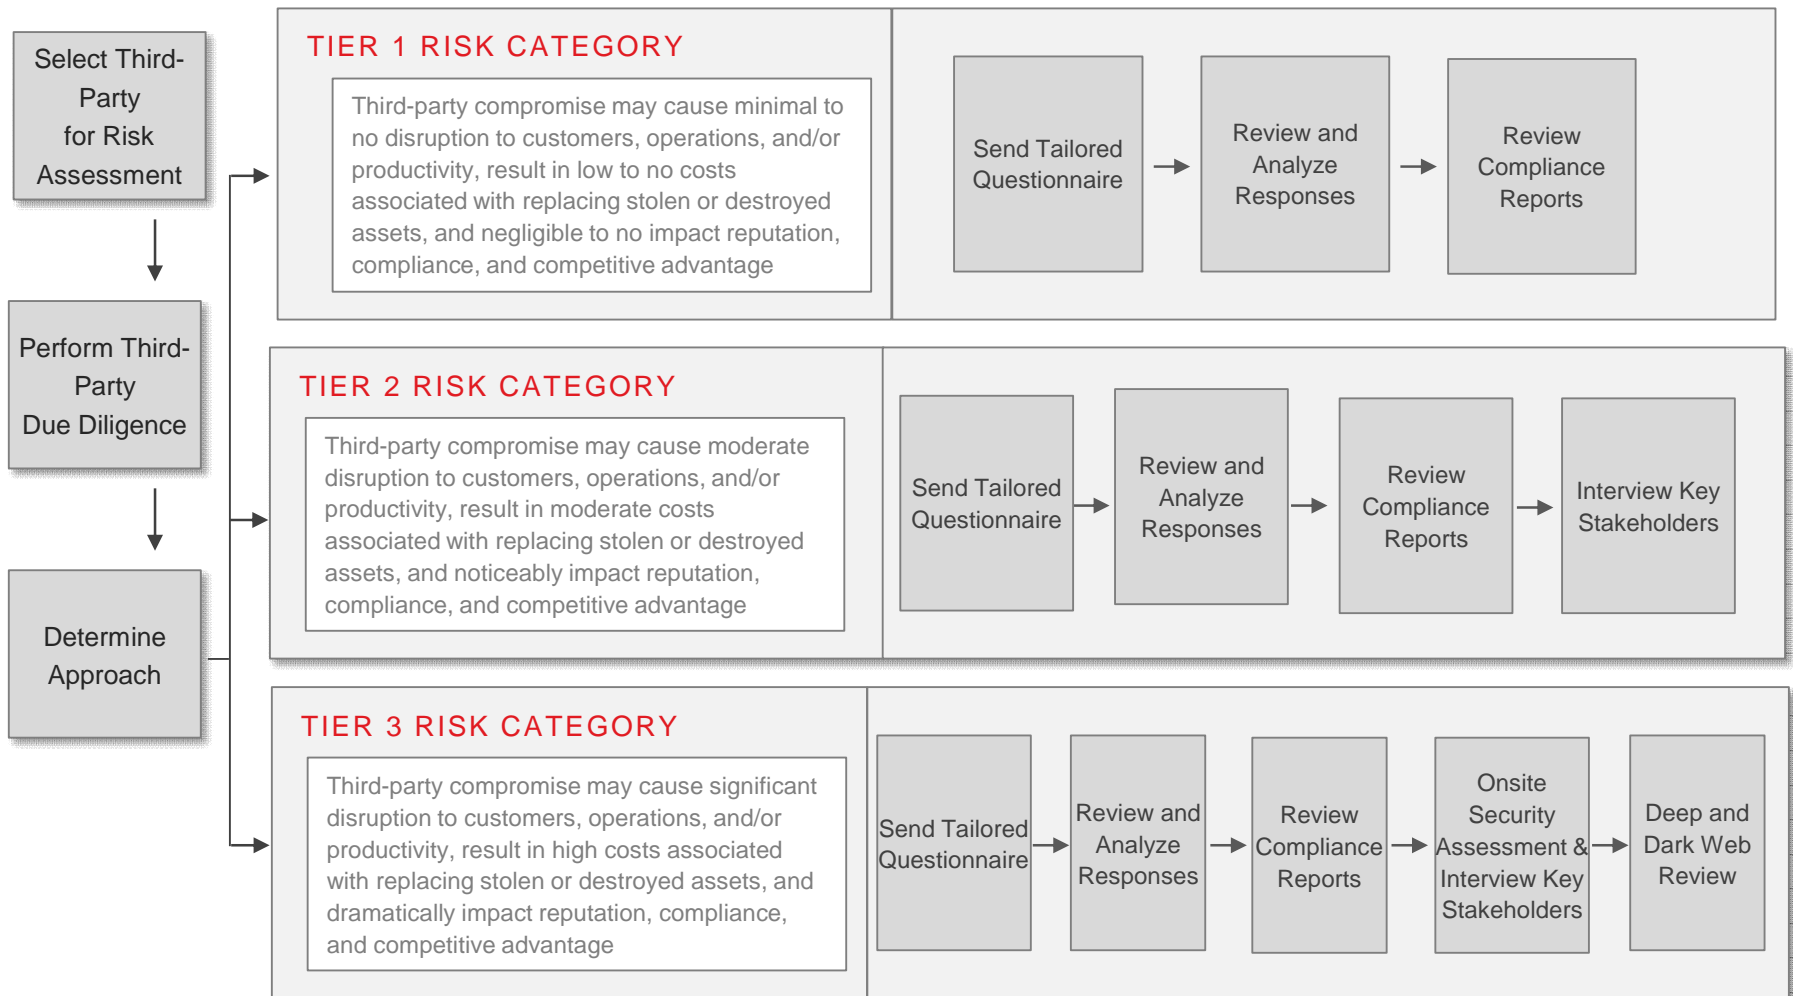 Select Third-
Party
for Risk
Assessment
Perform Third-
Party
Due Diligence
Determine
Approach
TIER 1 RISK CATEGORY
Third-party compromise may cause minimal to
no disruption to customers, operations, and/or
productivity, result in low to no costs
associated with replacing stolen or destroyed
assets, and negligible to no impact reputation,
compliance, and competitive advantage
Send Tailored
Questionnaire
Review and
Analyze
Responses
Review
Compliance
Reports
TIER 2 RISK CATEGORY
Third-party compromise may cause moderate
disruption to customers, operations, and/or
productivity, result in moderate costs
associated with replacing stolen or destroyed
assets, and noticeably impact reputation,
compliance, and competitive advantage
Send Tailored
Questionnaire
Review and
Analyze
Responses
Review
Compliance
Reports
Interview Key
Stakeholders
TIER 3 RISK CATEGORY
Third-party compromise may cause significant
disruption to customers, operations, and/or
productivity, result in high costs associated
with replacing stolen or destroyed assets, and
dramatically impact reputation, compliance,
and competitive advantage
Send Tailored
Questionnaire
Review and
Analyze
Responses
Review
Compliance
Reports
Onsite
Security
Assessment &
Interview Key
Stakeholders
Deep and
Dark Web
Review